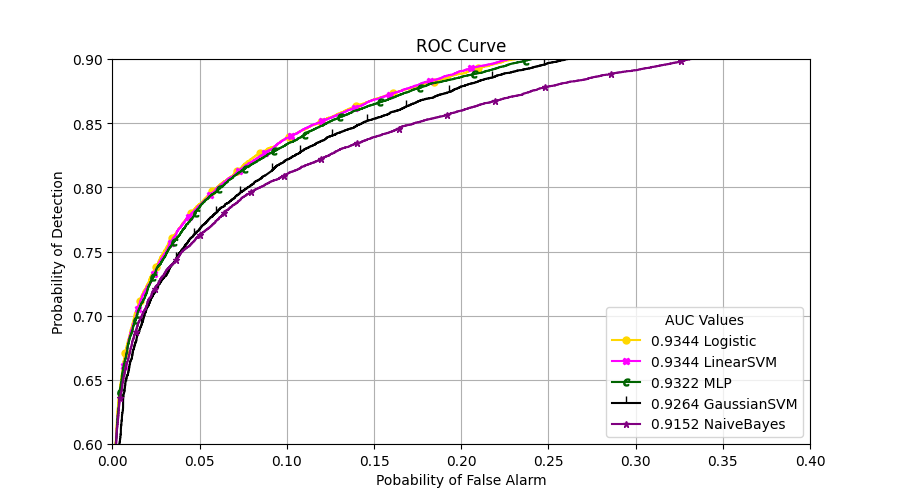 ROC Curve
0.90
0.85
0.80
0.75
0.70
0.65
0.60
Probability of Detection
AUC Values
0.9344 Logistic
0.9344 LinearSVM
0.9322 MLP
0.9264 GaussianSVM
0.9152 NaiveBayes
0.00 0.05 0.10 0.15 0.20 0.25 0.30 0.35 0.40
Pobability of False Alarm